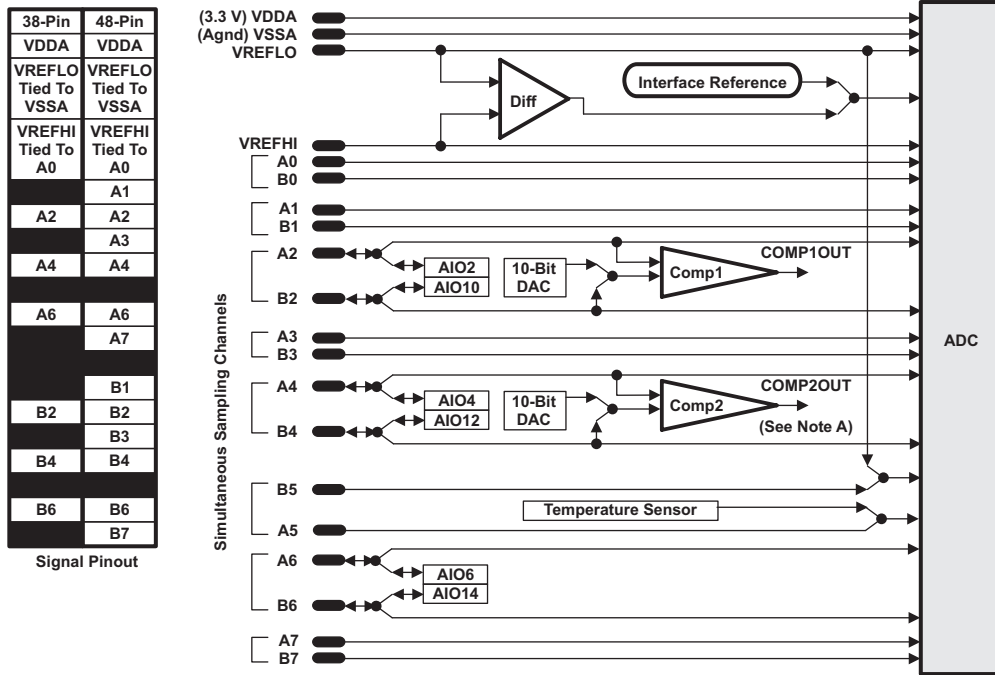 38-Pin 48-Pin
VDDA VDDA
VREFLO VREFLO
Tied To Tied To
VSSA VSSA
VREFHI VREFHI
Tied To Tied To
A0 A0
A1
A2 A2
A3
A4 A4
A6 A6
A7
B1
B2 B2
B3
B4 B4
B6 B6
B7
Signal Pinout
Simultaneous Sampling Channels
(3.3 V) VDDA
(Agnd) VSSA
VREFLO
Interface Reference
Diff
VREFHI
A0
B0
A1
B1
A2
AIO2
AIO10
10-Bit
DAC
Comp1
COMP1OUT
B2
A3
B3
ADC
A4
AIO4
AIO12
10-Bit
DAC
Comp2
COMP2OUT
(See Note A)
B4
B5
Temperature Sensor
A5
A6
AIO6
AIO14
B6
A7
B7